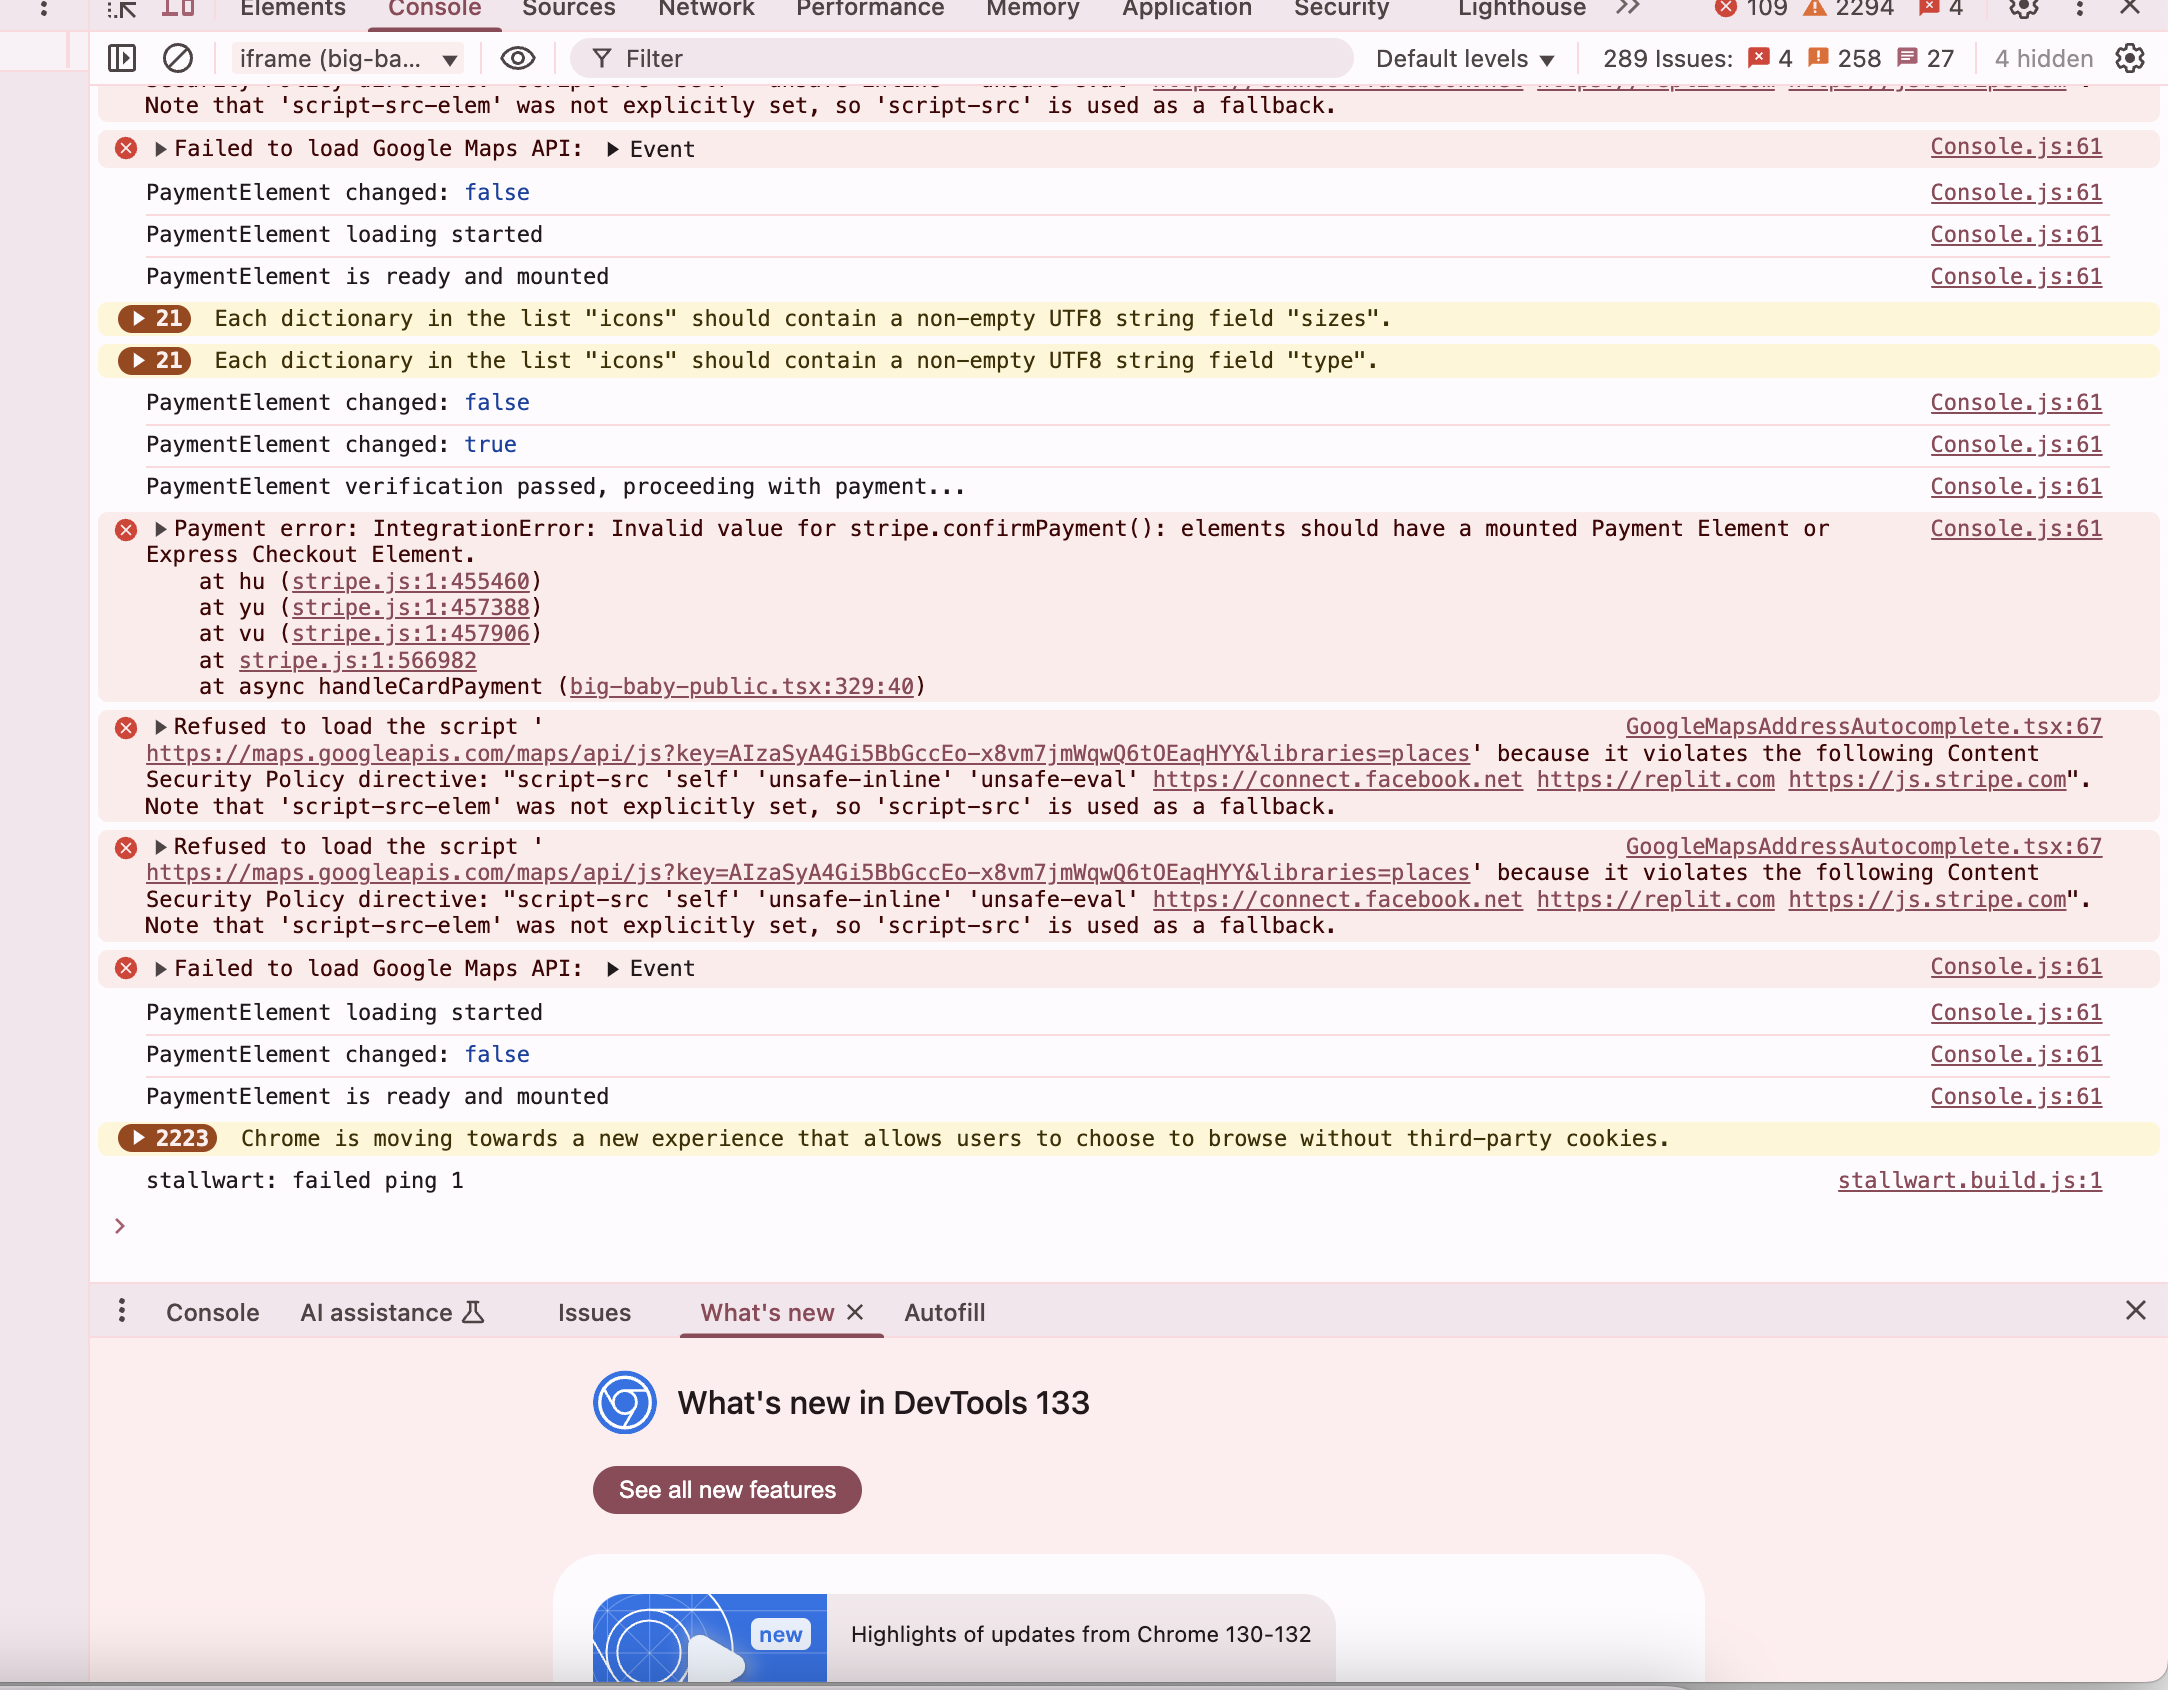 Elements Console Sources Network Performance Memory Application Security Lighthouse 109 2294 4
iframe (big-ba... Filter Default levels 289 Issues: 4 258 27 4 hidden
Note that 'script-src-elem' was not explicitly set, so 'script-src' is used as a fallback.
Failed to load Google Maps API: Event Console.js:61
PaymentElement changed: false Console.js:61
PaymentElement loading started Console.js:61
PaymentElement is ready and mounted Console.js:61
21 Each dictionary in the list "icons" should contain a non-empty UTF8 string field "sizes".
21 Each dictionary in the list "icons" should contain a non-empty UTF8 string field "type".
PaymentElement changed: false Console.js:61
PaymentElement changed: true Console.js:61
PaymentElement verification passed, proceeding with payment... Console.js:61
Payment error: IntegrationError: Invalid value for stripe.confirmPayment(): elements should have a mounted Payment Element or Console.js:61
Express Checkout Element.
at hu (stripe.js:1:455460)
at yu (stripe.js:1:457388)
at vu (stripe.js:1:457906)
at stripe.js:1:566982
at async handleCardPayment (big-baby-public.tsx:329:40)
Refused to load the script ' GoogleMapsAddressAutocomplete.tsx:67
https://maps.googleapis.com/maps/api/js?key=AIzaSyA4Gi5BbGccEo-x8vm7jmWqwQ6tOEaqHYY&libraries=places' because it violates the following Content
Security Policy directive: "script-src 'self' 'unsafe-inline' 'unsafe-eval' https://connect.facebook.net https://replit.com https://js.stripe.com".
Note that 'script-src-elem' was not explicitly set, so 'script-src' is used as a fallback.
Refused to load the script ' GoogleMapsAddressAutocomplete.tsx:67
https://maps.googleapis.com/maps/api/js?key=AIzaSyA4Gi5BbGccEo-x8vm7jmWqwQ6tOEaqHYY&libraries=places' because it violates the following Content
Security Policy directive: "script-src 'self' 'unsafe-inline' 'unsafe-eval' https://connect.facebook.net https://replit.com https://js.stripe.com".
Note that 'script-src-elem' was not explicitly set, so 'script-src' is used as a fallback.
Failed to load Google Maps API: Event Console.js:61
PaymentElement loading started Console.js:61
PaymentElement changed: false Console.js:61
PaymentElement is ready and mounted Console.js:61
2223 Chrome is moving towards a new experience that allows users to choose to browse without third-party cookies.
stallwart: failed ping 1 stallwart.build.js:1
Console AI assistance Issues What's new Autofill
What's new in DevTools 133
See all new features
new Highlights of updates from Chrome 130-132